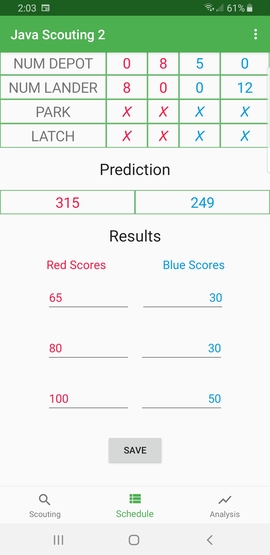 2:03 61%
Java Scouting 2
NUM DEPOT 0 8 5 0
NUM LANDER 8 0 0 12
PARK X X X X
LATCH X X X X
Prediction
315 249
Results
Red Scores Blue Scores
65 30
80 30
100 50
SAVE
Scouting Schedule Analysis